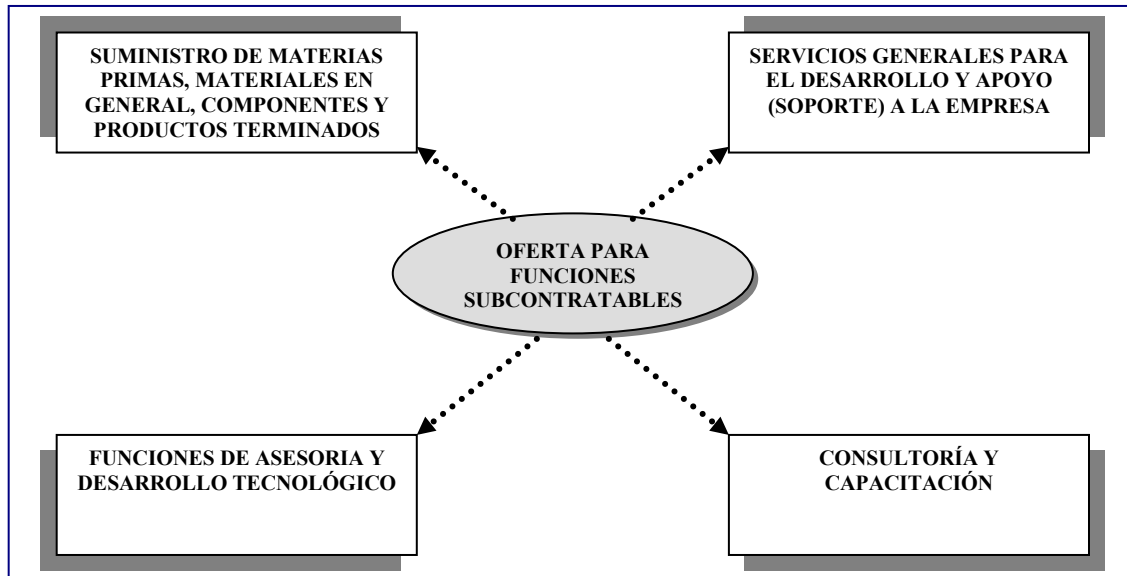 SUMINISTRO DE MATERIAS
PRIMAS, MATERIALES EN
GENERAL, COMPONENTES Y
PRODUCTOS TERMINADOS
SERVICIOS GENERALES PARA
EL DESARROLLO Y APOYO
(SOPORTE) A LA EMPRESA
OFERTA PARA
FUNCIONES
SUBCONTRATABLES
FUNCIONES DE ASESORIA Y
DESARROLLO TECNOLÓGICO
CONSULTORÍA Y
CAPACITACIÓN